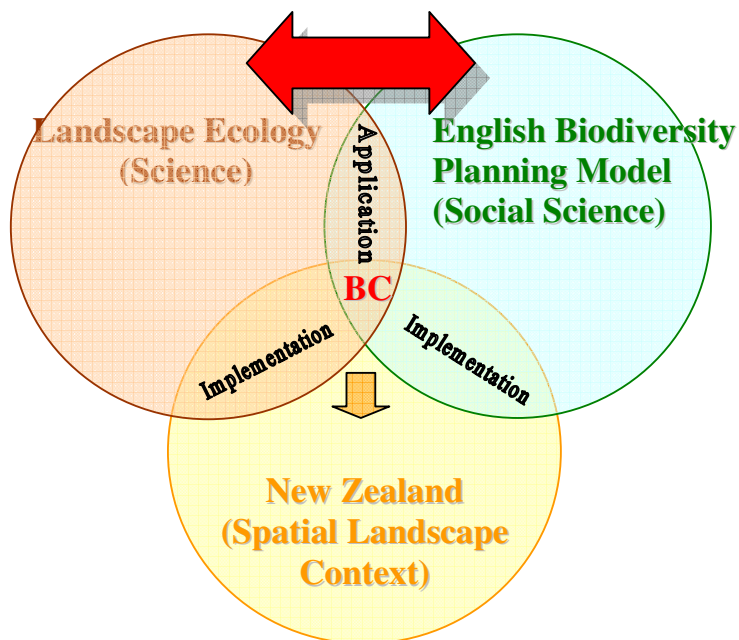 Landscape Ecology
(Science)
English Biodiversity
Planning Model
(Social Science)
Application
BC
Implementation
Implementation
New Zealand
(Spatial Landscape
Context)